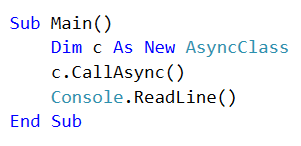 Sub Main()
    Dim c As New AsyncClass
    c.CallAsync()
    Console.ReadLine()
End Sub